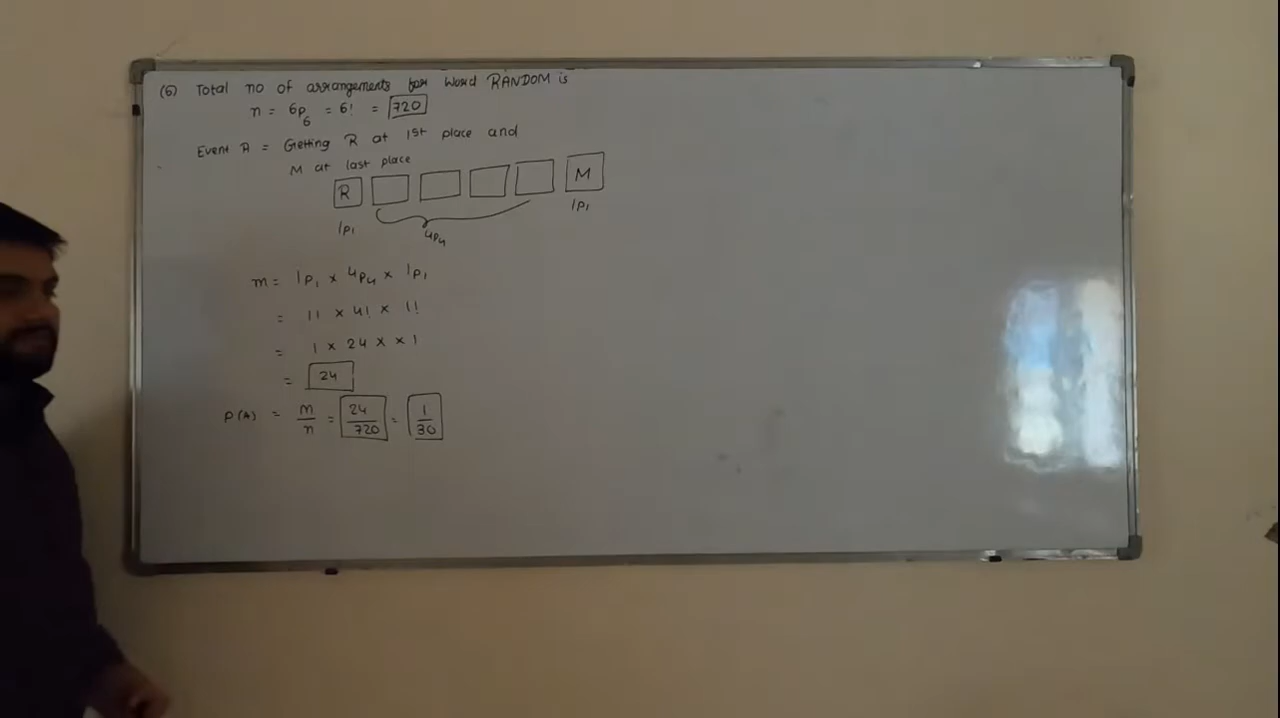 (6) Total no of arrangements for word RANDOM is
n = 6P6 = 6! = 720
Event A = Getting R at 1st place and
M at last place
R M
1P1 4P4 1P1
m = 1P1 x 4P4 x 1P1
= 1! x 4! x 1!
= 1 x 24 x x 1
= 24
P(A) = m/n = 24/720 = 1/30